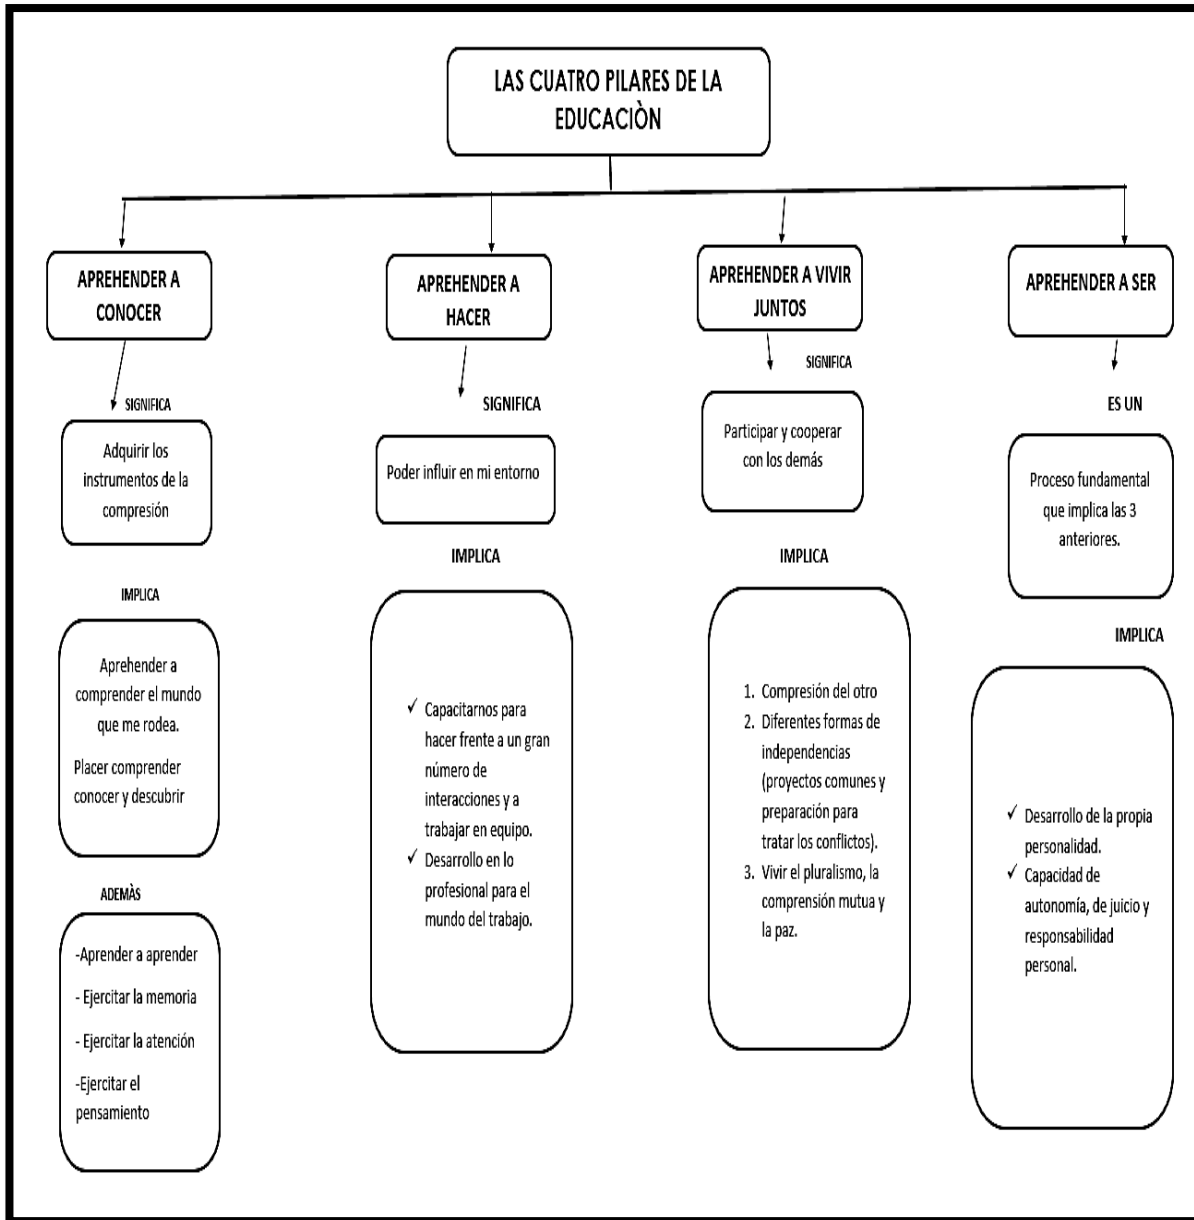 LAS CUATRO PILARES DE LA
EDUCACIÒN
APREHENDER A
CONOCER
SIGNIFICA
Adquirir los
instrumentos de la
compresión
IMPLICA
Aprehender a
comprender el mundo
que me rodea.
Placer comprender
conocer y descubrir
ADEMÀS
-Aprender a aprender
- Ejercitar la memoria
- Ejercitar la atención
-Ejercitar el
pensamiento
APREHENDER A
HACER
SIGNIFICA
Poder influir en mi entorno
IMPLICA
✓ Capacitarnos para
hacer frente a un gran
número de
interacciones y a
trabajar en equipo.
✓ Desarrollo en lo
profesional para el
mundo del trabajo.
APREHENDER A VIVIR
JUNTOS
SIGNIFICA
Participar y cooperar
con los demás
IMPLICA
1. Compresión del otro
2. Diferentes formas de
independencias
(proyectos comunes y
preparación para
tratar los conflictos).
3. Vivir el pluralismo, la
comprensión mutua y
la paz.
APREHENDER A SER
ES UN
Proceso fundamental
que implica las 3
anteriores.
IMPLICA
✓ Desarrollo de la propia
personalidad.
✓ Capacidad de
autonomía, de juicio y
responsabilidad
personal.